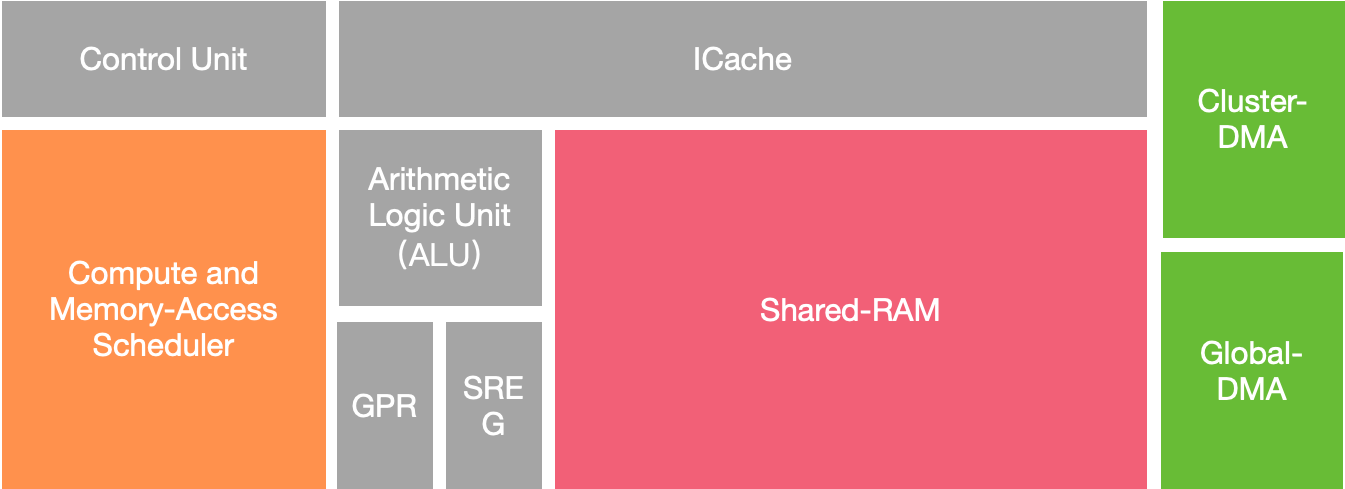 Control Unit
ICache
Cluster-
DMA
Arithmetic
Logic Unit
(ALU)
Compute and
Memory-Access
Scheduler
Shared-RAM
Global-
DMA
GPR
SRE
G